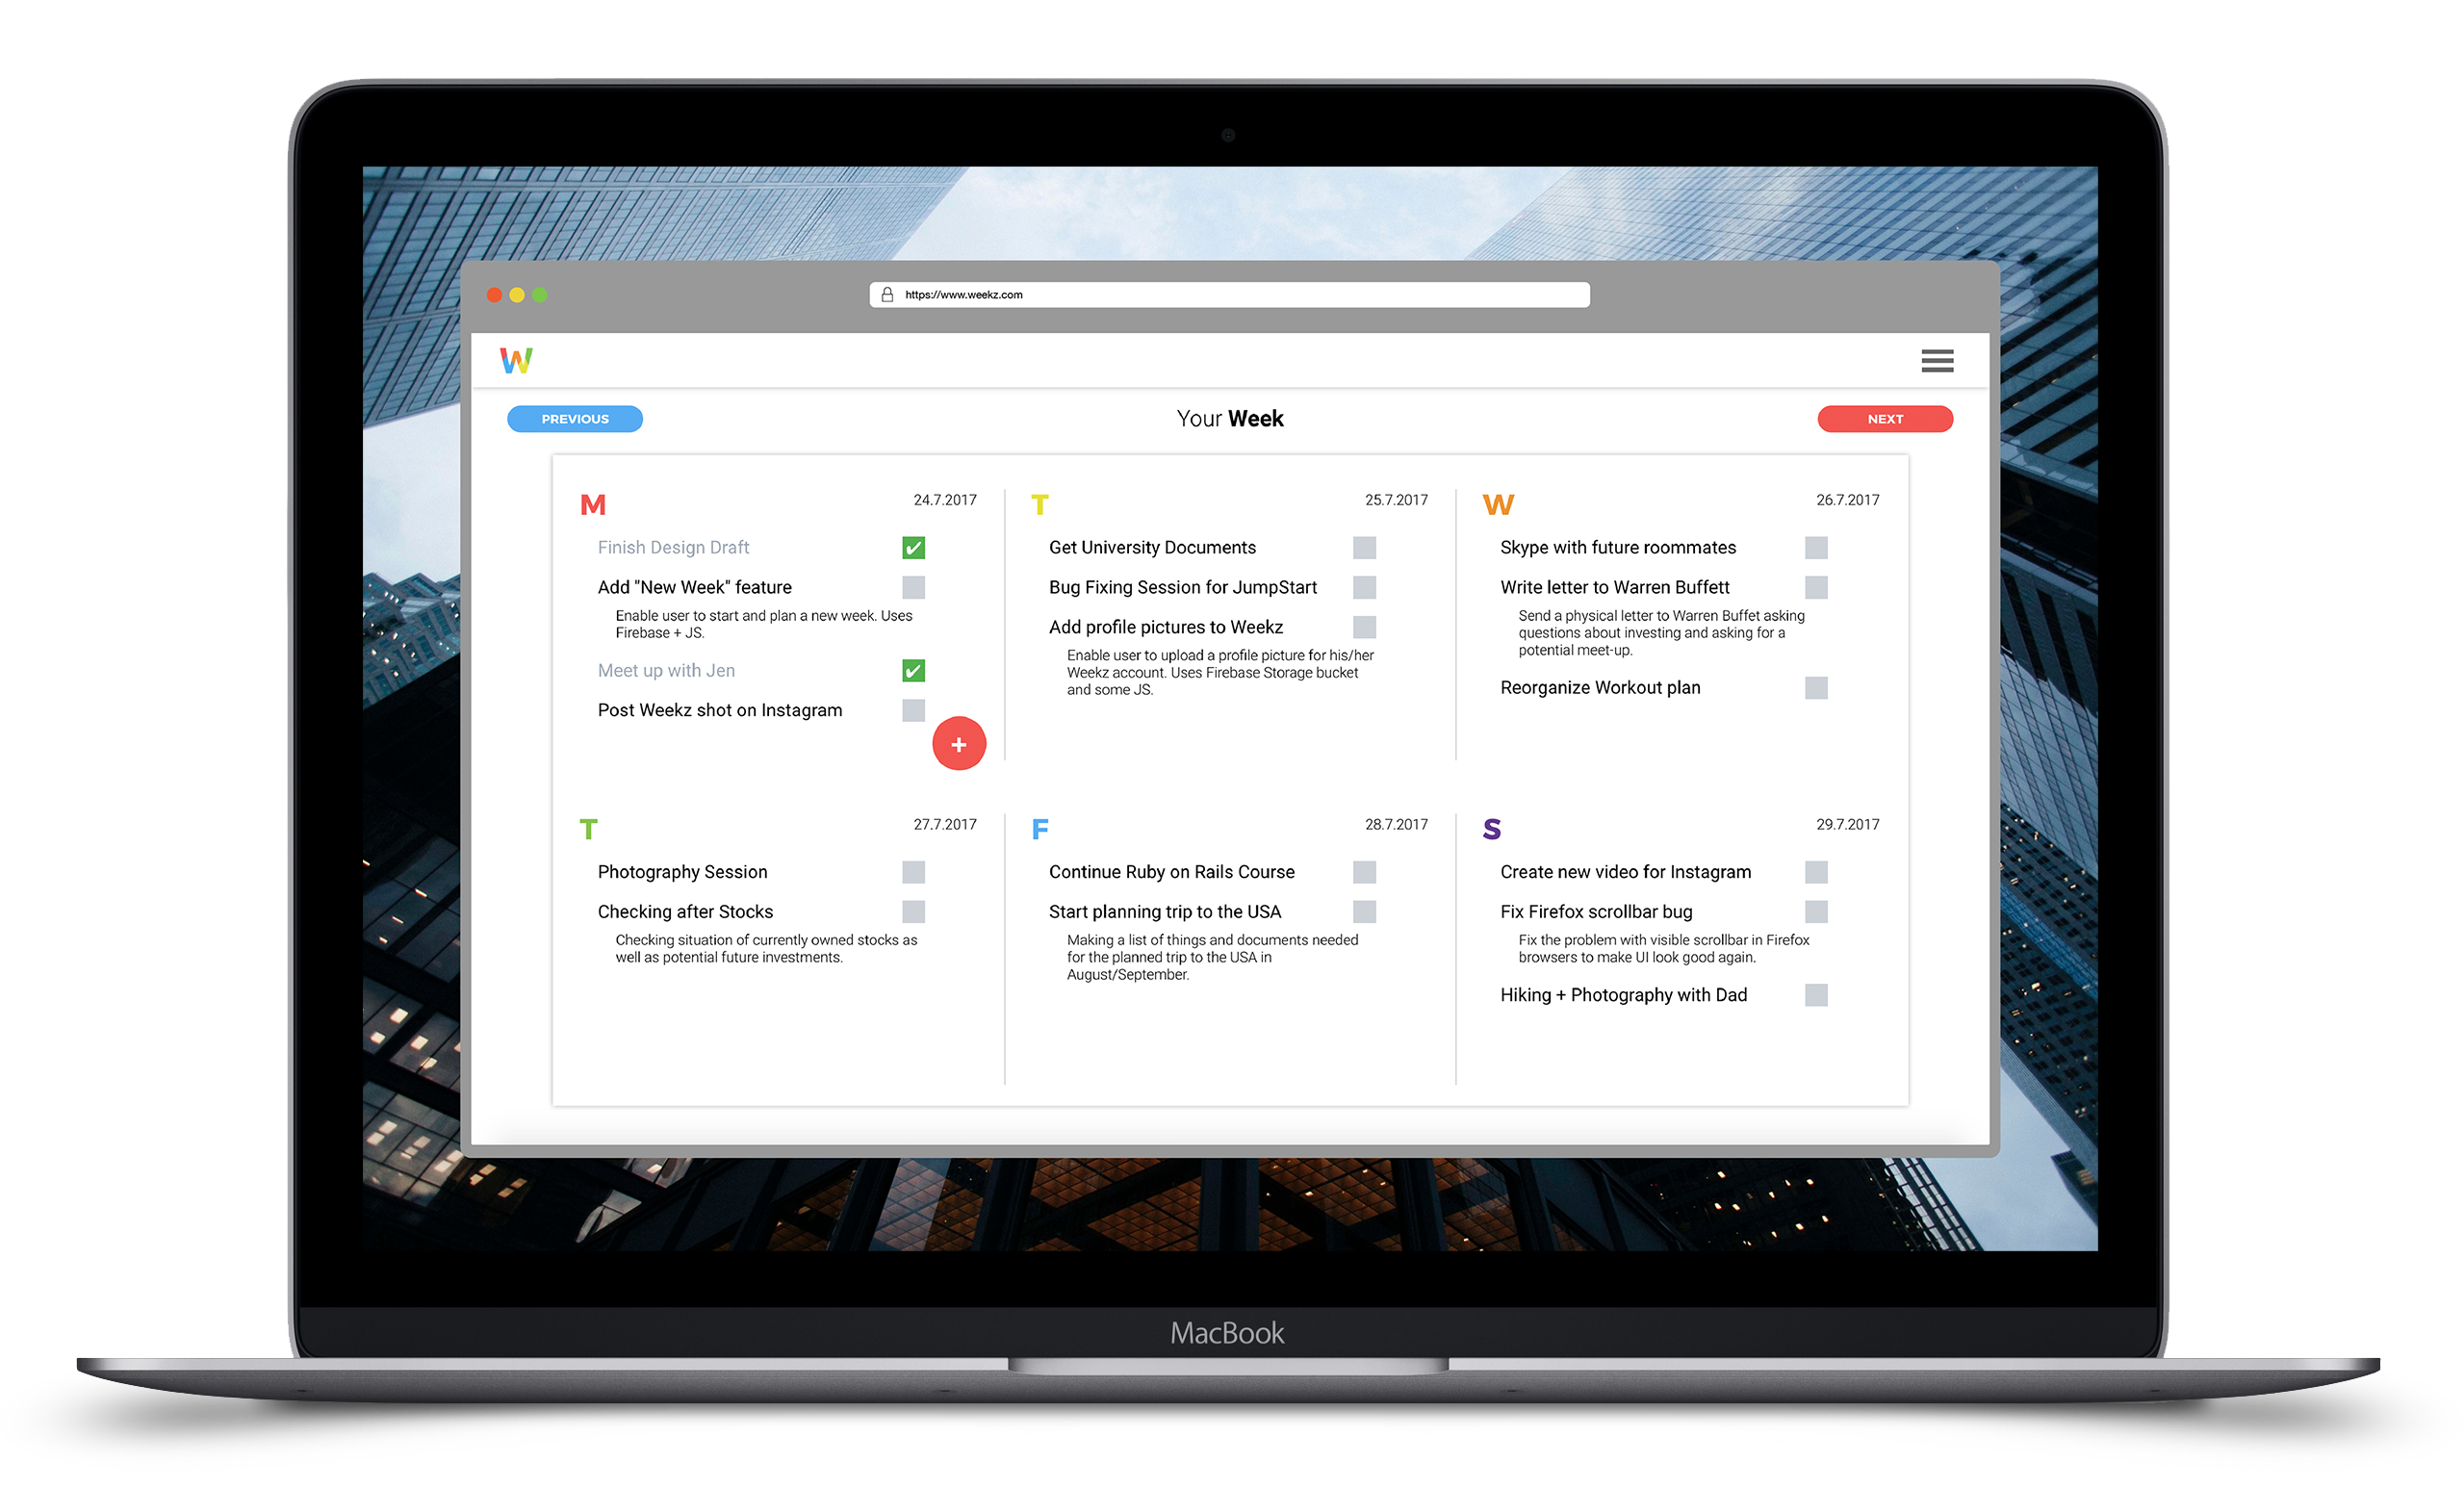 https://www.weekz.com
W
PREVIOUS
Your Week
NEXT
M
24.7.2017
Finish Design Draft
Add "New Week" feature
Enable user to start and plan a new week. Uses
Firebase + JS.
Meet up with Jen
Post Weekz shot on Instagram
+
T
25.7.2017
Get University Documents
Bug Fixing Session for JumpStart
Add profile pictures to Weekz
Enable user to upload a profile picture for his/her
Weekz account. Uses Firebase Storage bucket
and some JS.
W
26.7.2017
Skype with future roommates
Write letter to Warren Buffett
Send a physical letter to Warren Buffet asking
questions about investing and asking for a
potential meet-up.
Reorganize Workout plan
T
27.7.2017
Photography Session
Checking after Stocks
Checking situation of currently owned stocks as
well as potential future investments.
F
28.7.2017
Continue Ruby on Rails Course
Start planning trip to the USA
Making a list of things and documents needed
for the planned trip to the USA in
August/September.
S
29.7.2017
Create new video for Instagram
Fix Firefox scrollbar bug
Fix the problem with visible scrollbar in Firefox
browsers to make UI look good again.
Hiking + Photography with Dad
MacBook